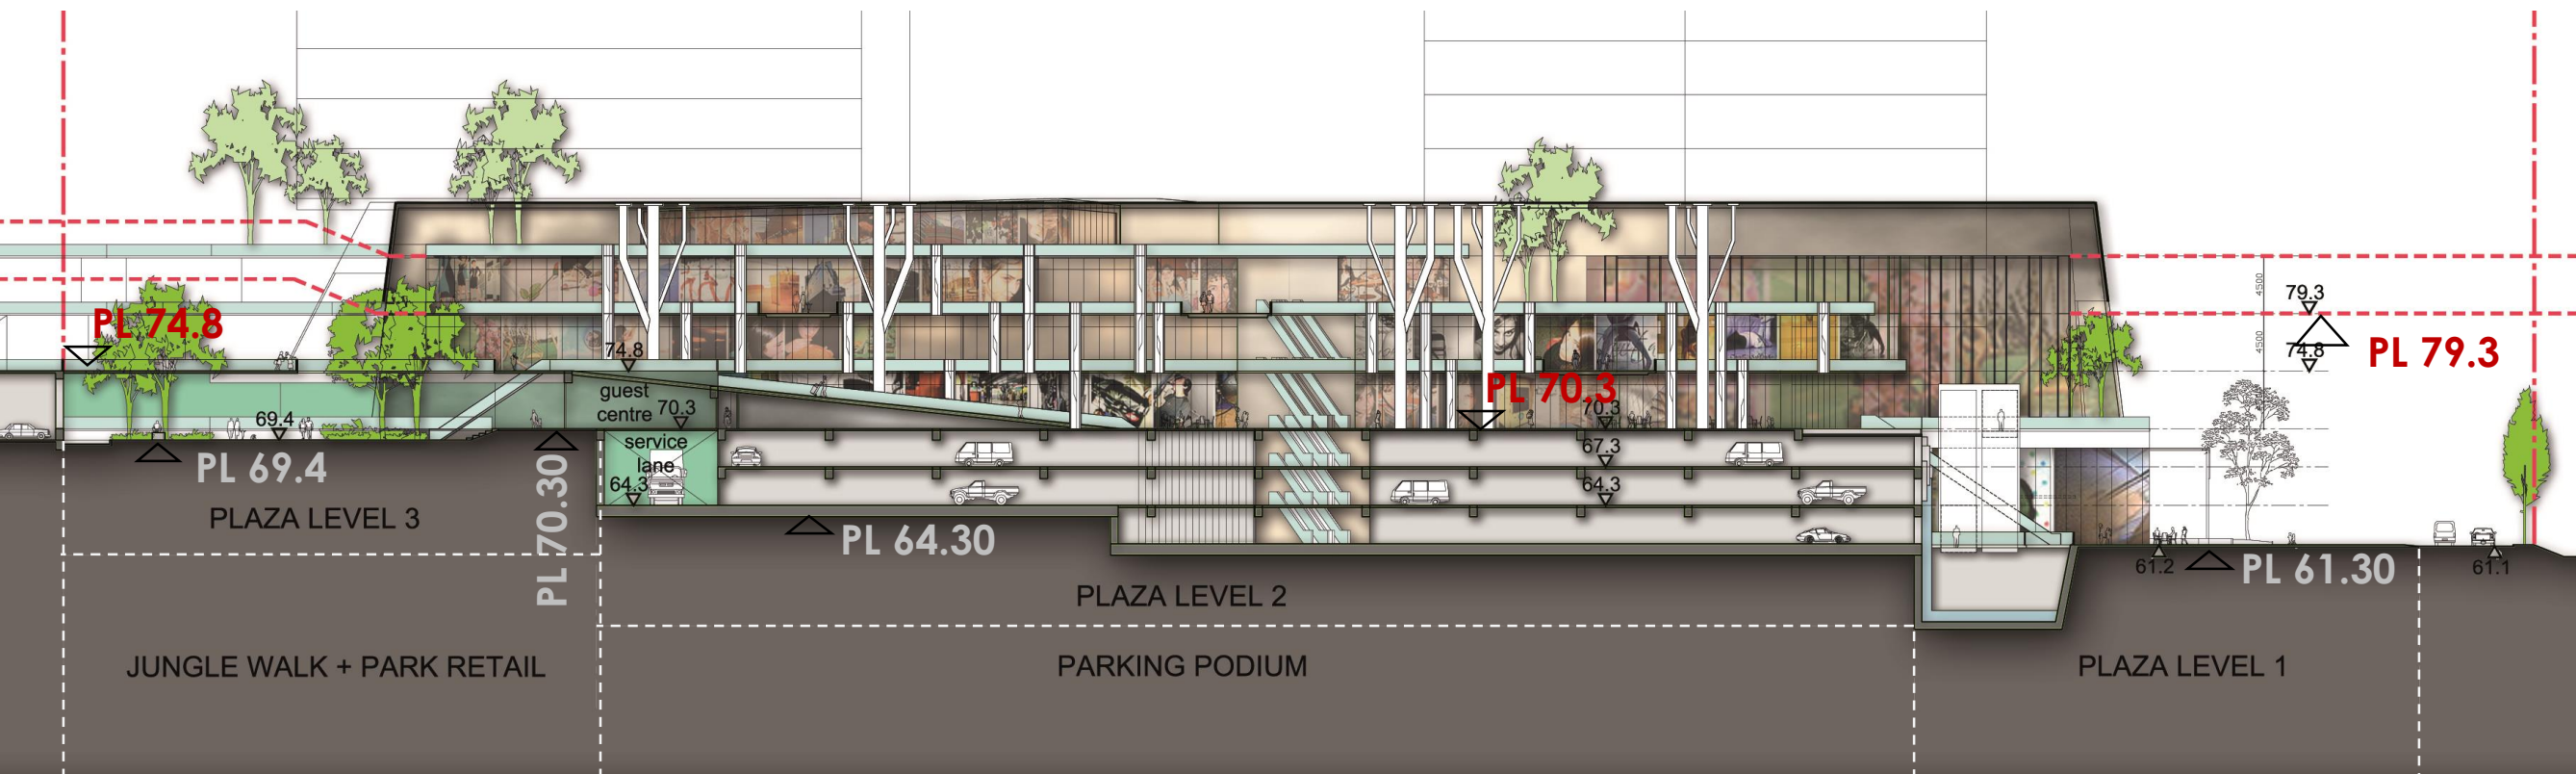 4500
79.3
PL 74.8
74.8
4500
74.8
PL 79.3
guest
centre 70.3
PL 70.3
70.3
69.4
service
lane
67.3
PL 69.4
64.3
64.3
PL 70.30
PLAZA LEVEL 3
PL 64.30
61.2
PL 61.30
61.1
PLAZA LEVEL 2
JUNGLE WALK + PARK RETAIL
PARKING PODIUM
PLAZA LEVEL 1